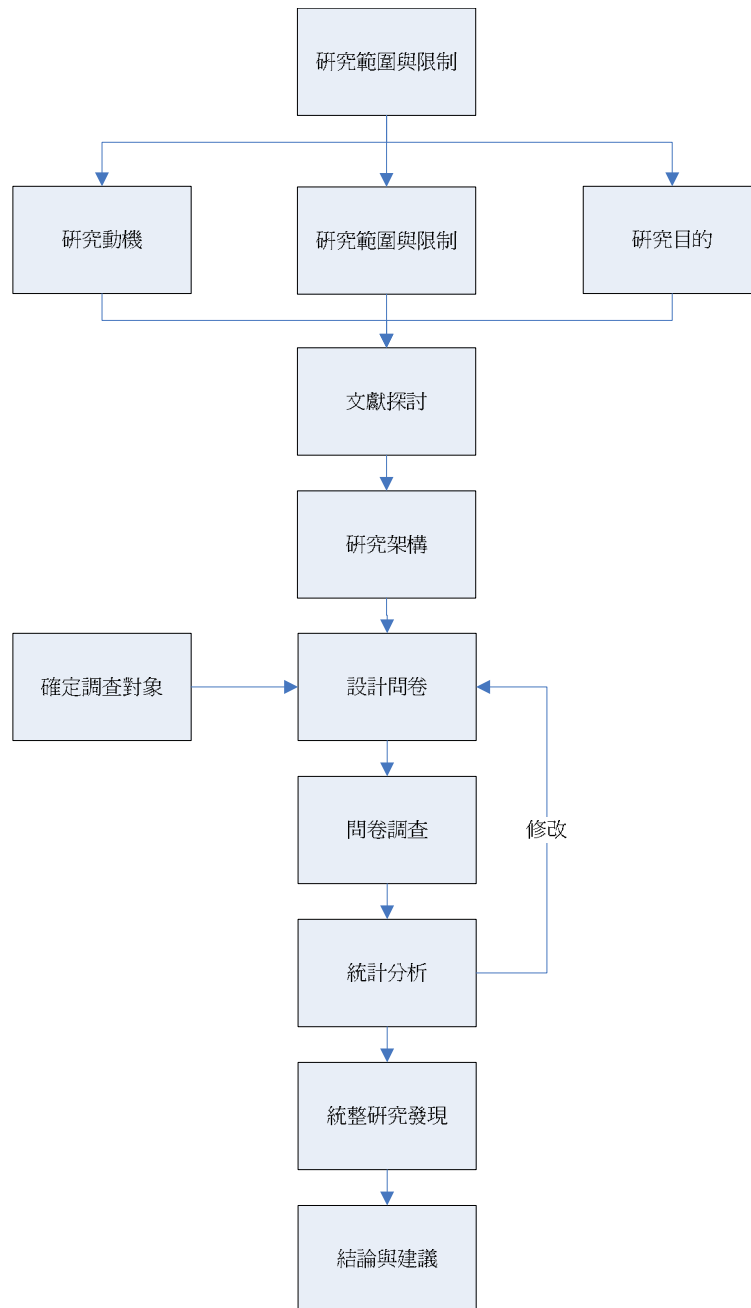 研究範圍與限制
研究動機
研究範圍與限制
研究目的
文獻探討
研究架構
確定調查對象
設計問卷
問卷調查
修改
統計分析
統整研究發現
結論與建議